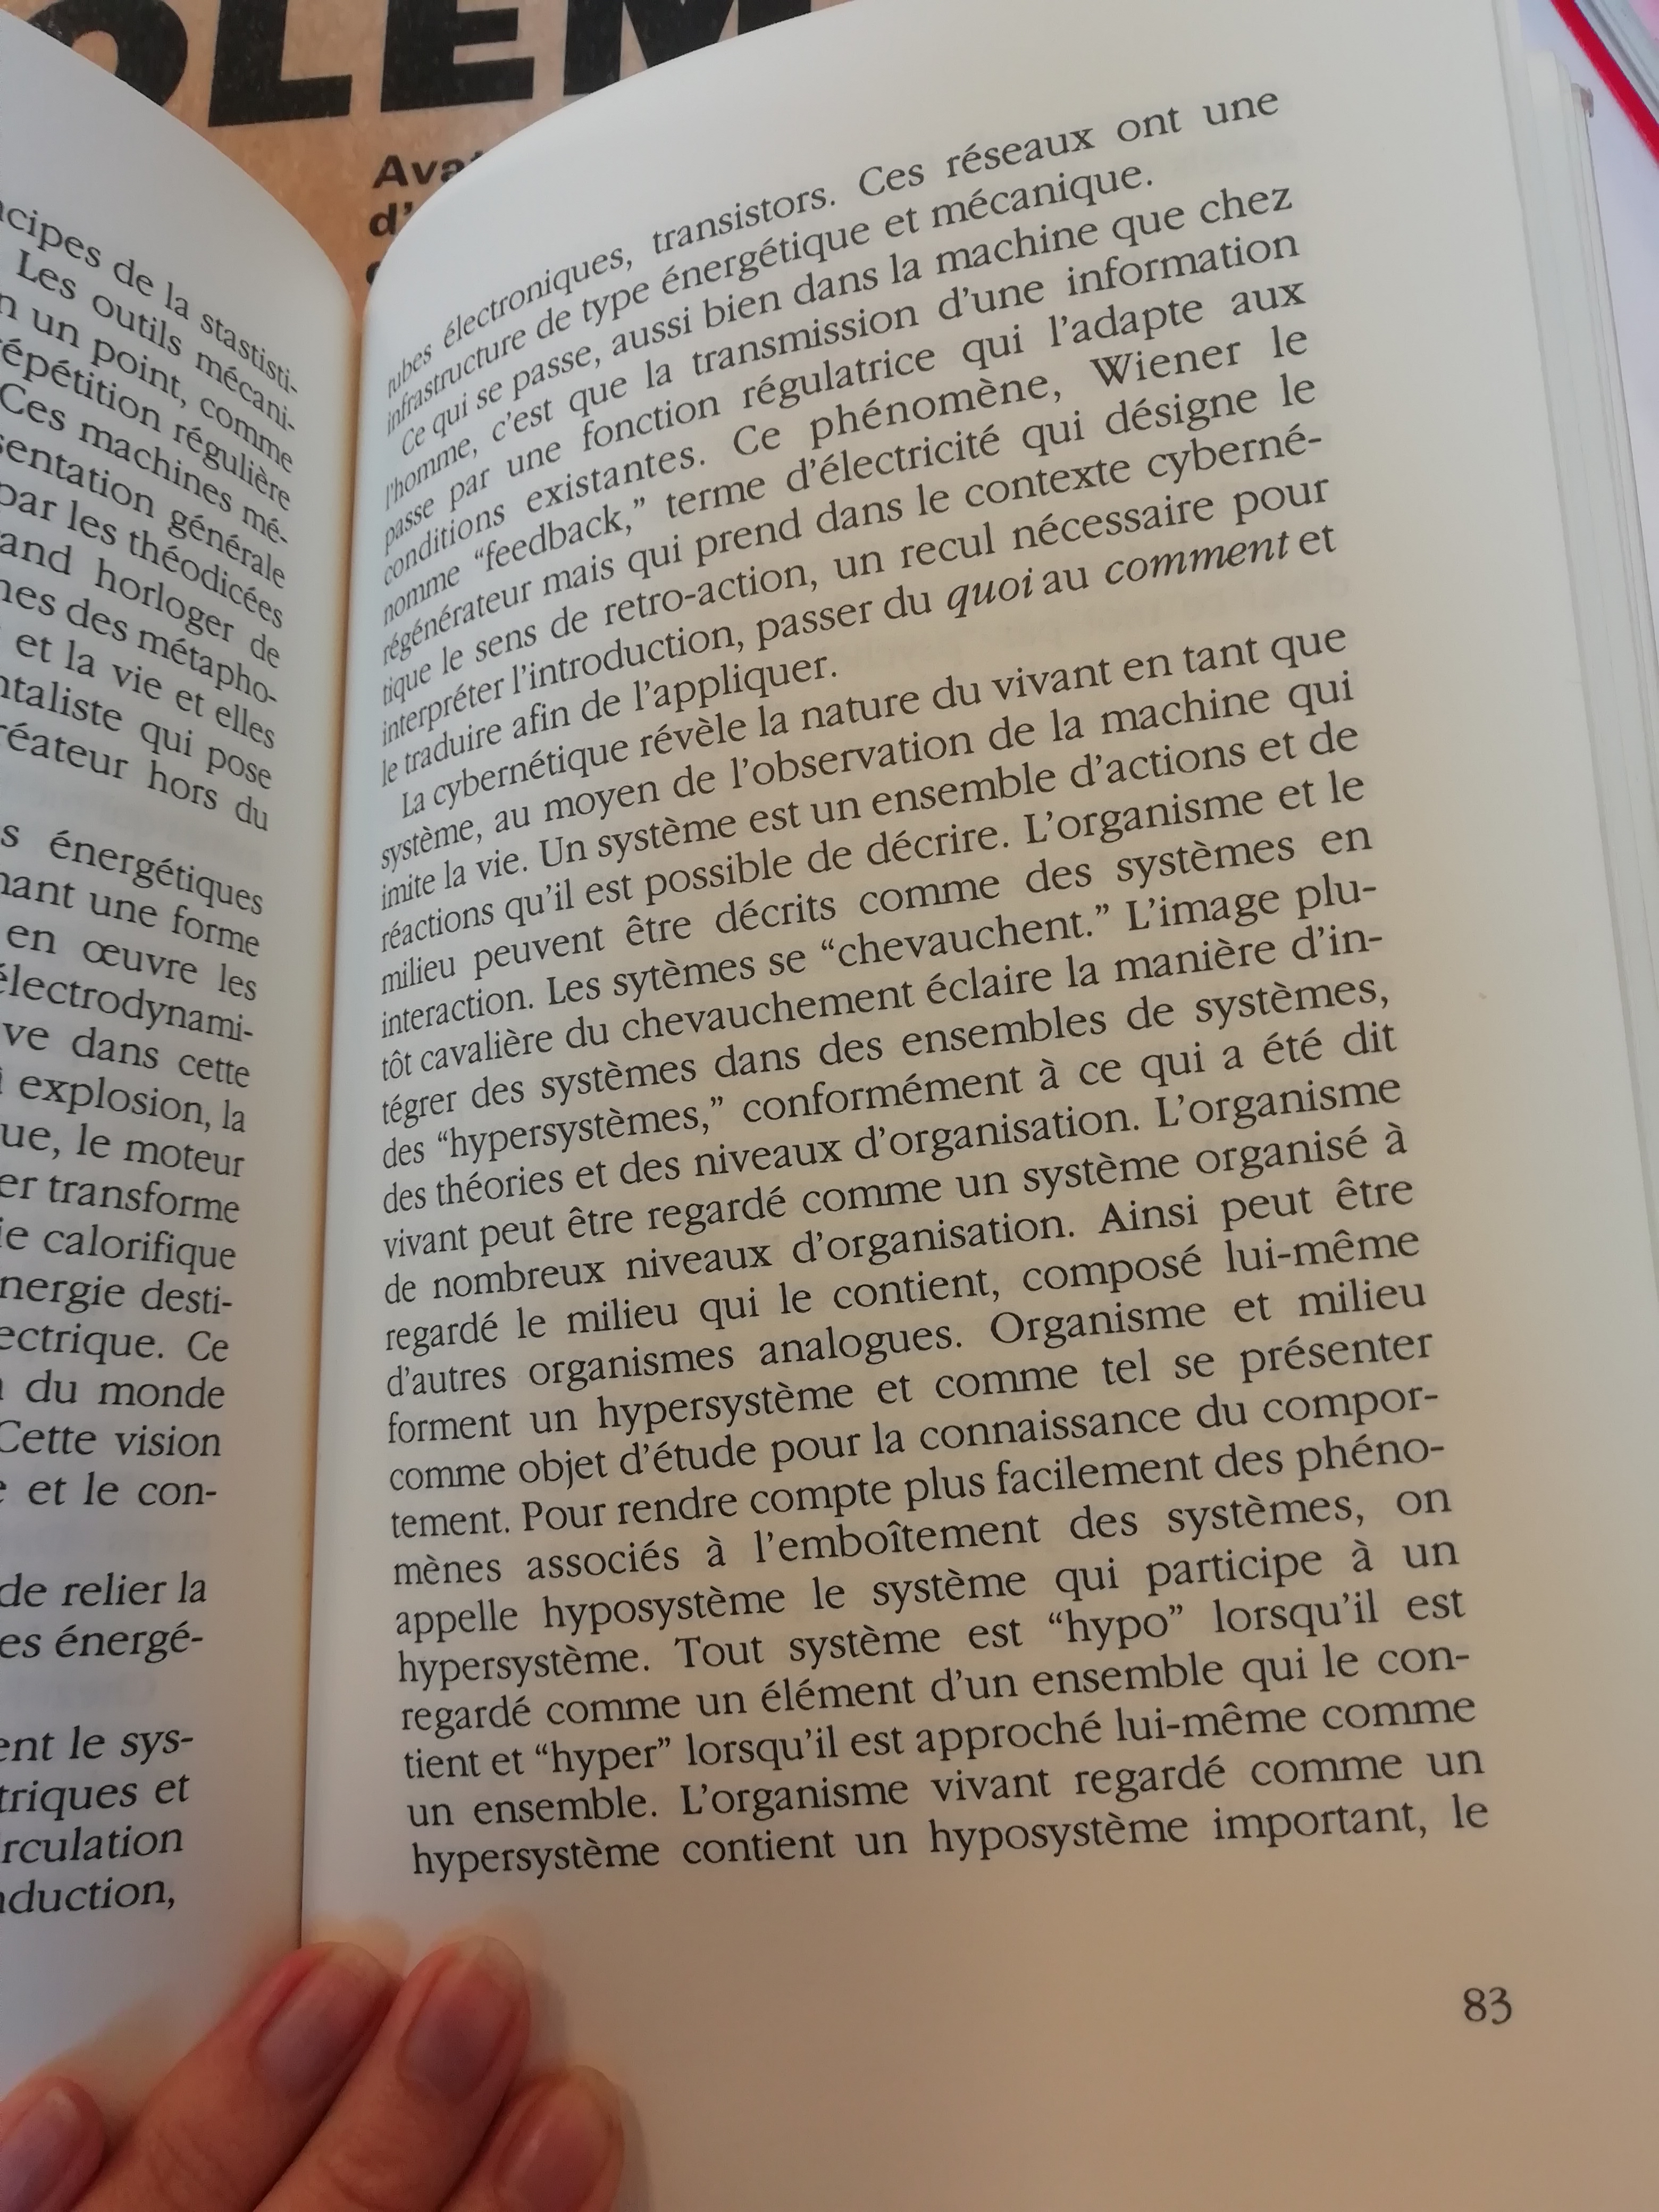 OLEM
Ava
d'
cipes de la stastisti-
Les outils mécani-
n un point, comme
épétition régulière
Ces machines mé-
sentation générale
par les théodicées
and horloger de
nes des métapho-
et la vie et elles
ntaliste qui pose
réateur hors du
s énergétiques
nant une forme
en œuvre les
électrodynami-
ve dans cette
explosion, la
ue, le moteur
er transforme
ie calorifique
nergie desti-
ectrique. Ce
du monde
Cette vision
et le con-
de relier la
es énergé-
ent le sys-
triques et
irculation
duction,
tubes électroniques, transistors. Ces réseaux ont une
infrastructure de type énergétique et mécanique.
Ce qui se passe, aussi bien dans la machine que chez
l'homme, c'est que la transmission d'une information
passe par une fonction régulatrice qui l'adapte aux
conditions existantes. Ce phénomène, Wiener le
nomme “feedback,” terme d'électricité qui désigne le
régénérateur mais qui prend dans le contexte cyberné-
tique le sens de retro-action, un recul nécessaire pour
interpréter l'introduction, passer du quoi au comment et
le traduire afin de l'appliquer.
La cybernétique révèle la nature du vivant en tant que
système, au moyen de l'observation de la machine qui
imite la vie. Un système est un ensemble d'actions et de
réactions qu'il est possible de décrire. L'organisme et le
milieu peuvent être décrits comme des systèmes en
interaction. Les sytèmes se “chevauchent.” L'image plu-
tôt cavalière du chevauchement éclaire la manière d'in-
tégrer des systèmes dans des ensembles de systèmes,
des “hypersystèmes,” conformément à ce qui a été dit
des théories et des niveaux d'organisation. L'organisme
vivant peut être regardé comme un système organisé à
de nombreux niveaux d'organisation. Ainsi peut être
regardé le milieu qui le contient, composé lui-même
d'autres organismes analogues. Organisme et milieu
forment un hypersystème et comme tel se présenter
comme objet d'étude pour la connaissance du compor-
tement. Pour rendre compte plus facilement des phéno-
mènes associés à l'emboîtement des systèmes, on
appelle hyposystème le système qui participe à un
hypersystème. Tout système est “hypo” lorsqu'il est
regardé comme un élément d'un ensemble qui le con-
tient et “hyper” lorsqu'il est approché lui-même comme
un ensemble. L'organisme vivant regardé comme un
hypersystème contient un hyposystème important, le
83